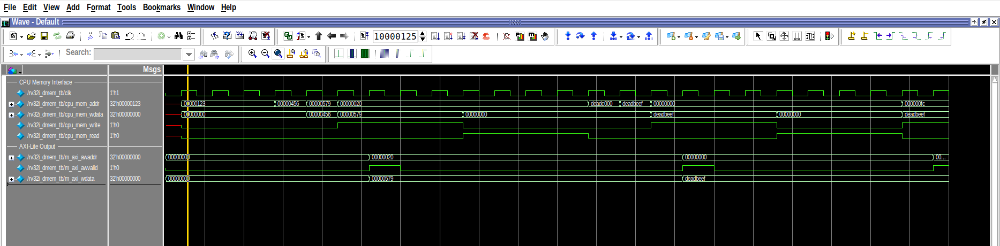 File Edit View Add Format Tools Bookmarks Window Help
Wave - Default
10000125
Search:
Msgs
CPU Memory Interface
/rv32i_dmem_tb/clk 1'h1
/rv32i_dmem_tb/cpu_mem_addr 32'h00000123 00000123 00000456 00000579 00000020 deadc000 deadbeef 00000000 000000fc
/rv32i_dmem_tb/cpu_mem_wdata 32'h00000000 00000000 00000456 00000579 00000000 deadbeef 00000000 deadbeef
/rv32i_dmem_tb/cpu_mem_write 1'h0
/rv32i_dmem_tb/cpu_mem_read 1'h0
AXI-Lite Output
/rv32i_dmem_tb/m_axi_awaddr 32'h00000000 00000000 00000020 00000000 00...
/rv32i_dmem_tb/m_axi_awvalid 1'h0
/rv32i_dmem_tb/m_axi_wdata 32'h00000000 00000000 00000579 deadbeef